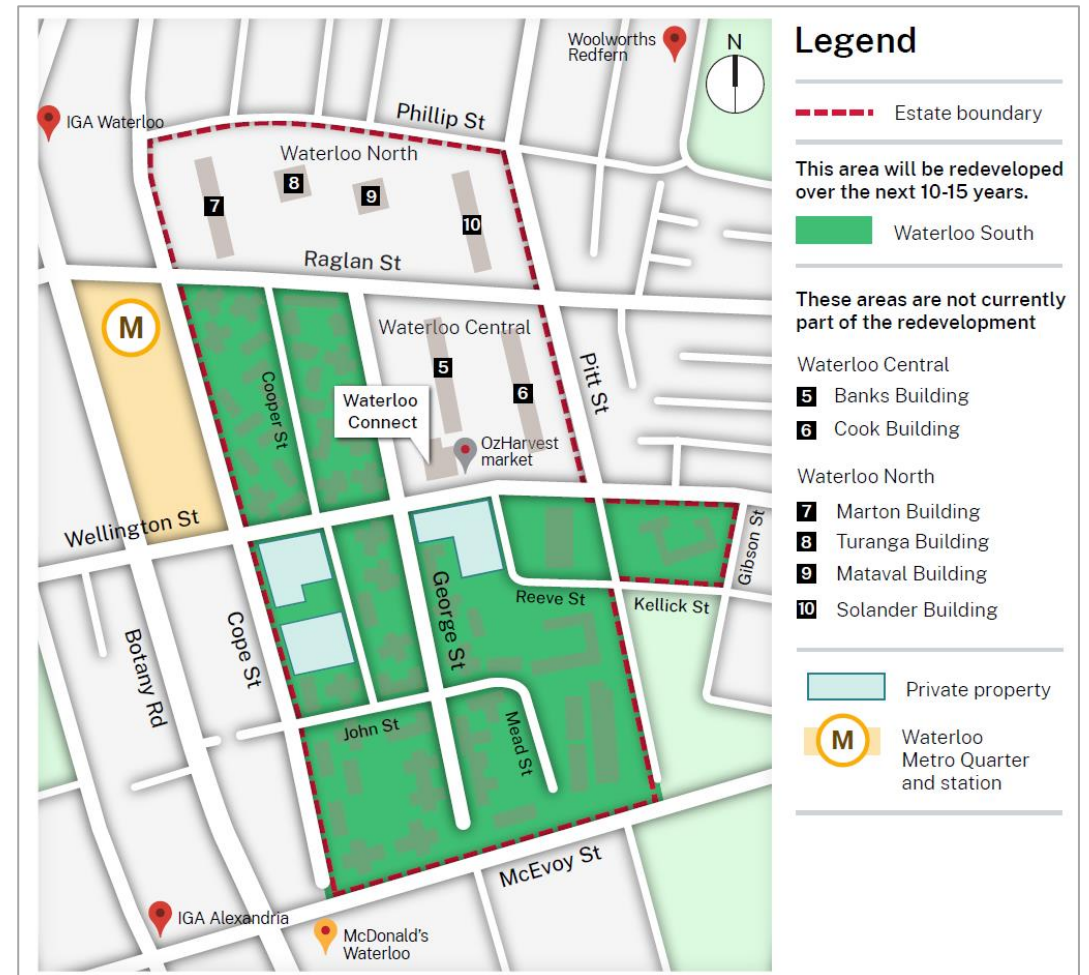 Woolworths
Redfern
N
IGA Waterloo
Phillip St
Waterloo North
7
8
9
10
Raglan St
M
Waterloo Central
5
6
Cooper St
Pitt St
Waterloo
Connect
OzHarvest
market
Wellington St
Gibson St
Reeve St
Kellick St
Botany Rd
Cope St
George St
John St
Mead St
McEvoy St
IGA Alexandria
McDonald's
Waterloo
Legend
Estate boundary
This area will be redeveloped
over the next 10-15 years.
Waterloo South
These areas are not currently
part of the redevelopment
Waterloo Central
5 Banks Building
6 Cook Building
Waterloo North
7 Marton Building
8 Turanga Building
9 Mataval Building
10 Solander Building
Private property
M
Waterloo
Metro Quarter
and station